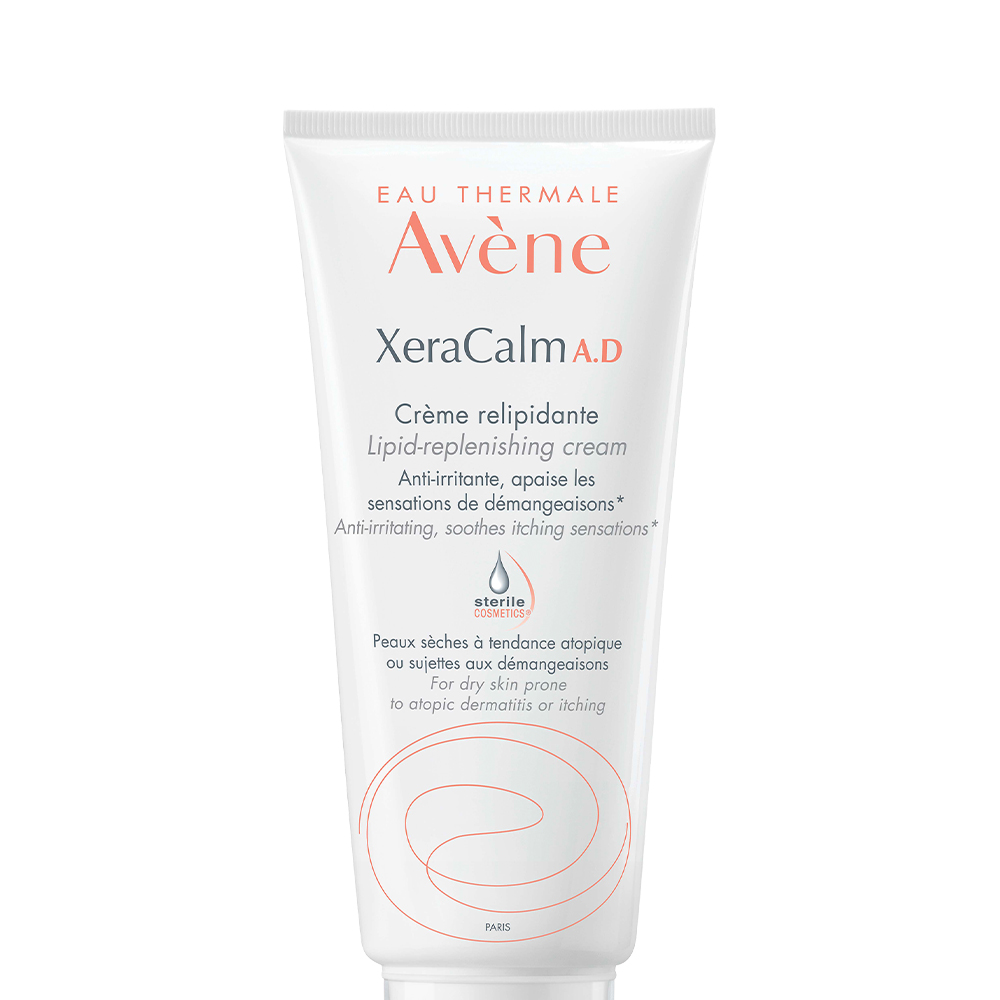 EAU THERMALE
Avène
XeraCalm A.D
Crème relipidante
Lipid-replenishing cream
Anti-irritante, apaise les
sensations de démangeaisons*
Anti-irritating, soothes itching sensations*
sterile
COSMETICS®
Peaux sèches à tendance atopique
ou sujettes aux démangeaisons
For dry skin prone
to atopic dermatitis or itching
PARIS